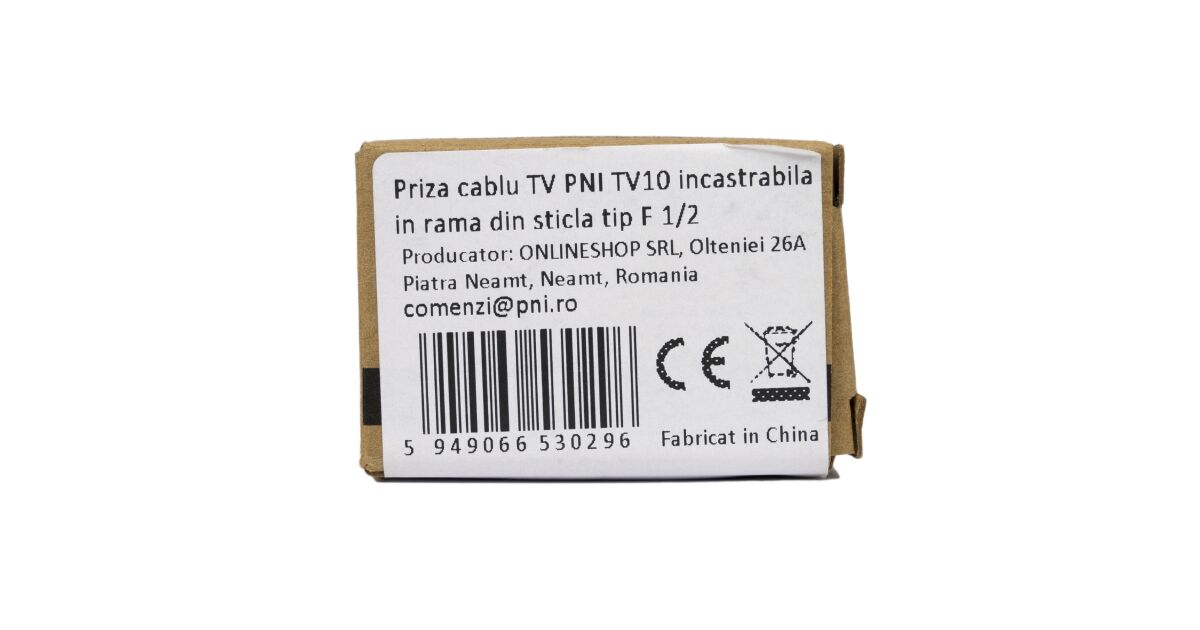 Priza cablu TV PNI TV10 incastrabila
in rama din sticla tip F 1/2
Producator: ONLINESHOP SRL, Olteniei 26A
Piatra Neamt, Neamt, Romania
comenzi@pni.ro
CE
5 949066 530296
Fabricat in China